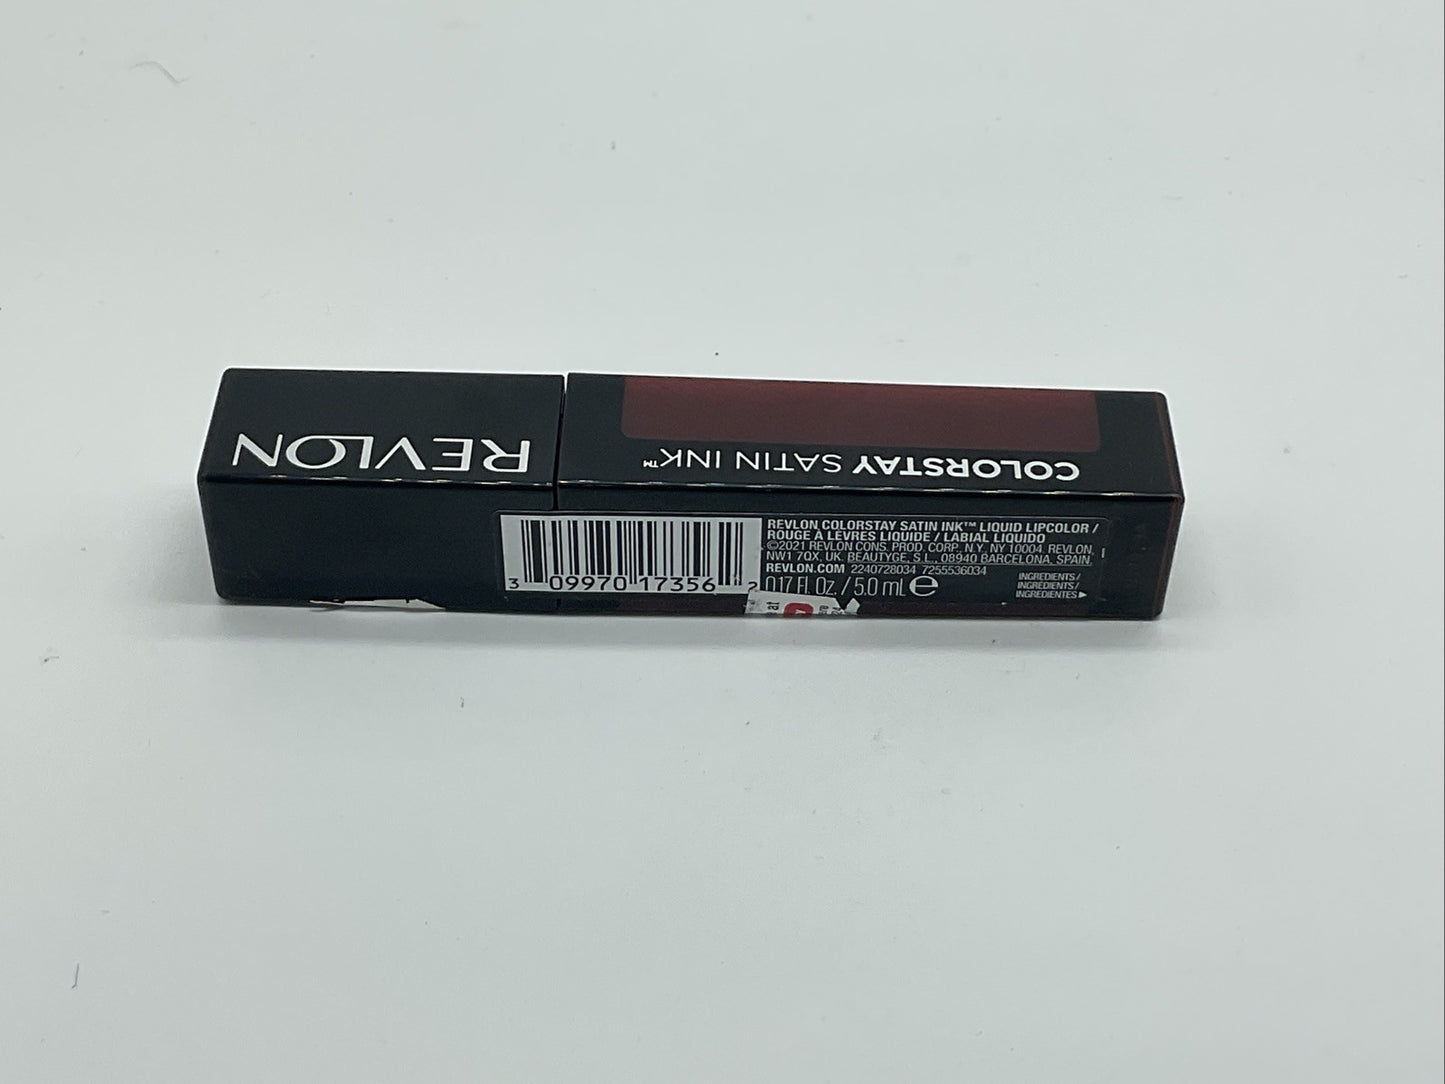 REVLON
COLORSTAY SATIN INK™
REVLON COLORSTAY SATIN INK™ LIQUID LIPCOLOR /
ROUGE A LÈVRES LIQUIDE / LABIAL LIQUIDO
©2021 REVLON CONS. PROD. CORP., N.Y., NY 10004. REVLON,
NW1 7QX, UK. BEAUTYGE, S.L., 08940 BARCELONA, SPAIN.
REVLON.COM 2240728034 7255536034
0.17 Fl. Oz. / 5.0 mL e
INGREDIENTS /
INGRÉDIENTS /
INGREDIENTES ▶
3 09970 17356 2